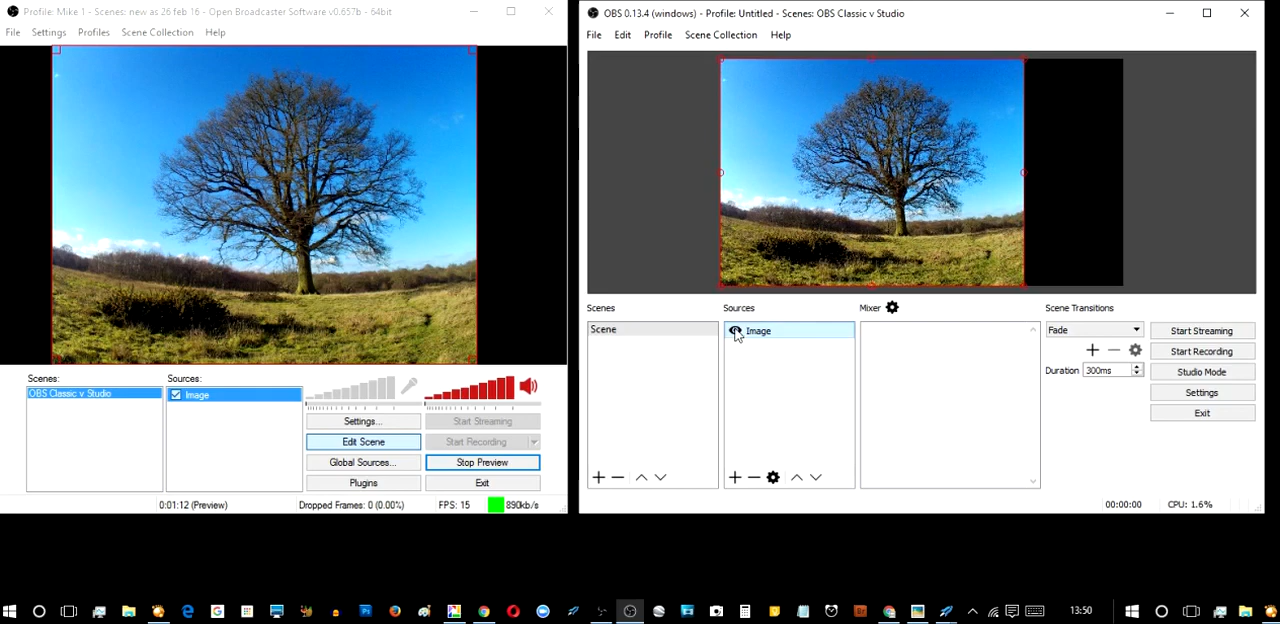 Profile: Mike 1 - Scenes: new as 26 feb 16 - Open Broadcaster Software v0.657b - 64bit
File Settings Profiles Scene Collection Help
Scenes:
OBS Classic v Studio
Sources:
Image
Settings...
Start Streaming
Edit Scene
Start Recording
Global Sources...
Stop Preview
Plugins
Exit
0:01:12 (Preview)
Dropped Frames: 0 (0.00%)
FPS: 15
890kb/s
OBS 0.13.4 (windows) - Profile: Untitled - Scenes: OBS Classic v Studio
File Edit Profile Scene Collection Help
Scenes
Scene
Sources
Image
Mixer
Scene Transitions
Fade
Duration 300ms
Start Streaming
Start Recording
Studio Mode
Settings
Exit
00:00:00
CPU: 1.6%
13:50